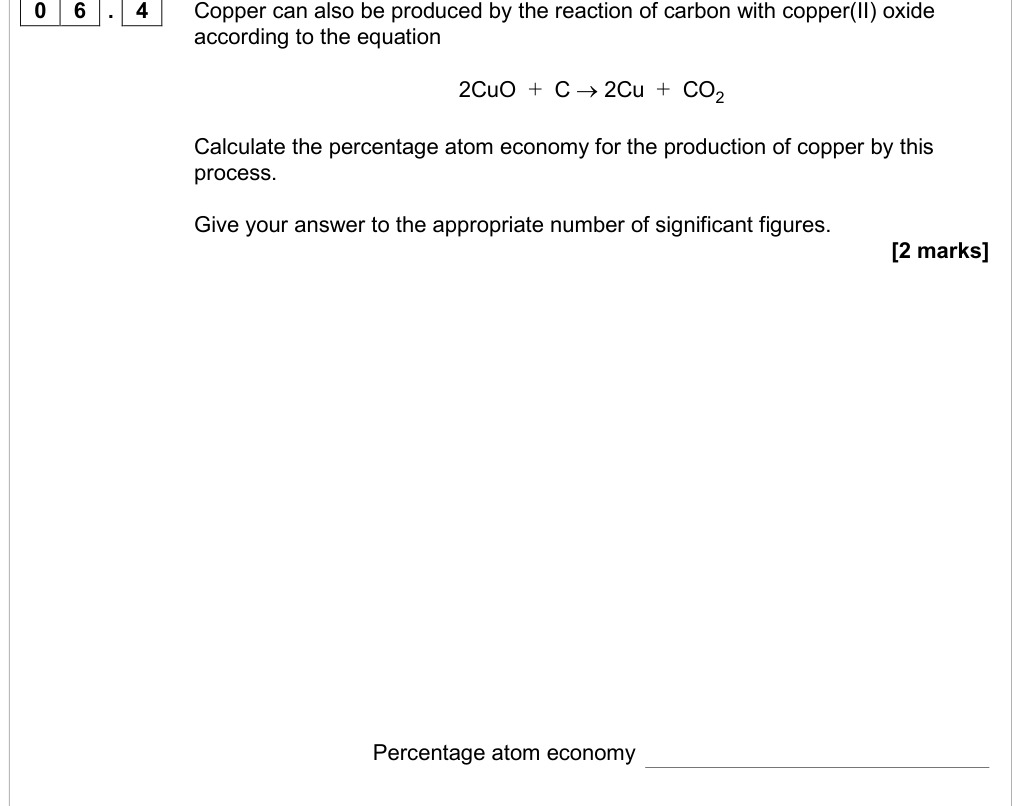 0 6 . 4 Copper can also be produced by the reaction of carbon with copper(II) oxide
according to the equation
2CuO + C → 2Cu + CO₂
Calculate the percentage atom economy for the production of copper by this
process.
Give your answer to the appropriate number of significant figures.
[2 marks]
Percentage atom economy